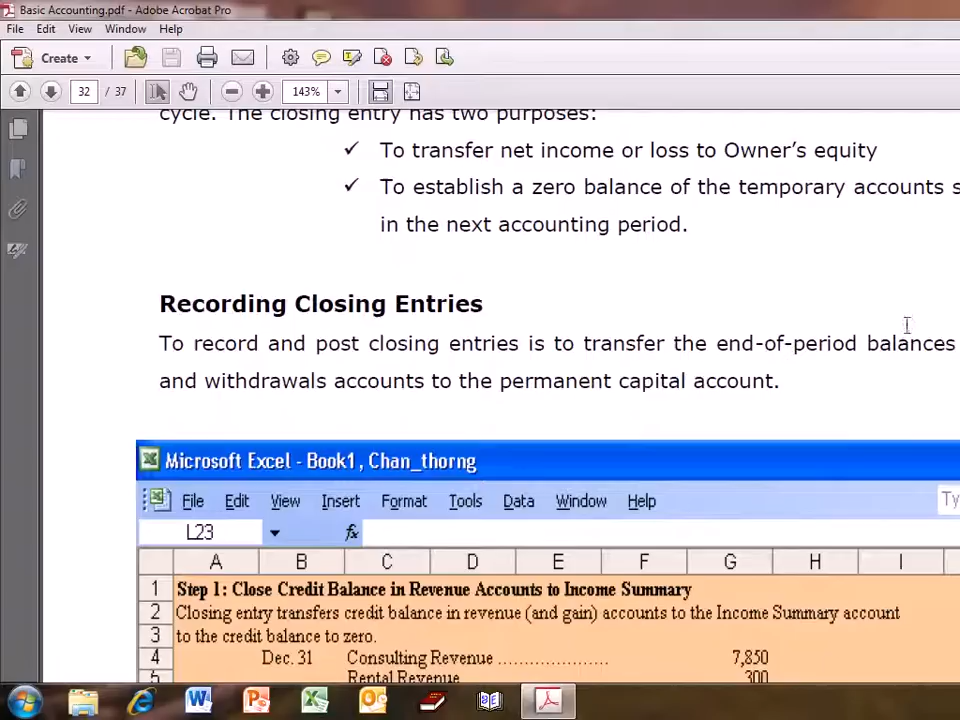 Basic Accounting.pdf - Adobe Acrobat Pro
File Edit View Window Help
Create
32 / 37 143%
cycle. The closing entry has two purposes:
✓ To transfer net income or loss to Owner's equity
✓ To establish a zero balance of the temporary accounts s
in the next accounting period.
Recording Closing Entries
To record and post closing entries is to transfer the end-of-period balances
and withdrawals accounts to the permanent capital account.
Microsoft Excel - Book1 , Chan_thorng
File Edit View Insert Format Tools Data Window Help Ty
L23 fx
A B C D E F G H I
1 Step 1: Close Credit Balance in Revenue Accounts to Income Summary
2 Closing entry transfers credit balance in revenue (and gain) accounts to the Income Summary account
3 to the credit balance to zero.
4 Dec. 31 Consulting Revenue ...................... 7,850
5 Rental Revenue 300